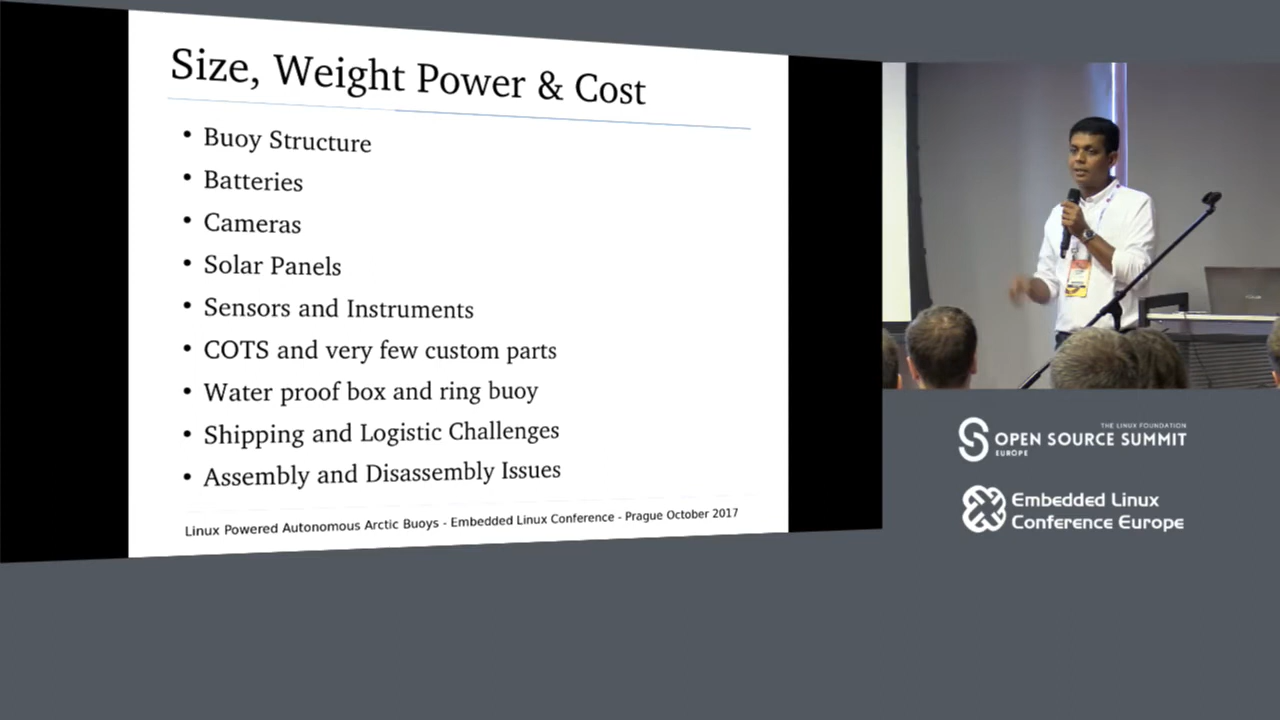 Size, Weight Power & Cost
• Buoy Structure
• Batteries
• Cameras
• Solar Panels
• Sensors and Instruments
• COTS and very few custom parts
• Water proof box and ring buoy
• Shipping and Logistic Challenges
• Assembly and Disassembly Issues
Linux Powered Autonomous Arctic Buoys - Embedded Linux Conference - Prague October 2017
THE LINUX FOUNDATION
OPEN SOURCE SUMMIT
EUROPE
Embedded Linux
Conference Europe